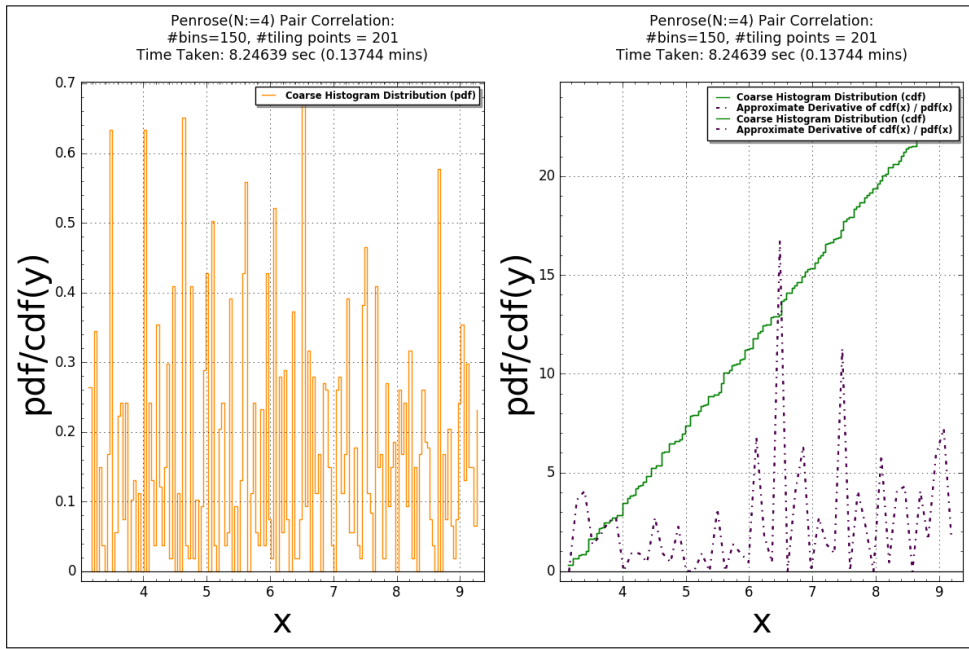 Penrose(N:=4) Pair Correlation:
#bins=150, #tiling points = 201
Time Taken: 8.24639 sec (0.13744 mins)
Coarse Histogram Distribution (pdf)
0.7
0.6
0.5
0.4
0.3
0.2
0.1
0
pdf/cdf(y)
4 5 6 7 8 9
x
Penrose(N:=4) Pair Correlation:
#bins=150, #tiling points = 201
Time Taken: 8.24639 sec (0.13744 mins)
Coarse Histogram Distribution (cdf)
Approximate Derivative of cdf(x) / pdf(x)
Coarse Histogram Distribution (cdf)
Approximate Derivative of cdf(x) / pdf(x)
20
15
10
5
0
pdf/cdf(y)
4 5 6 7 8 9
x